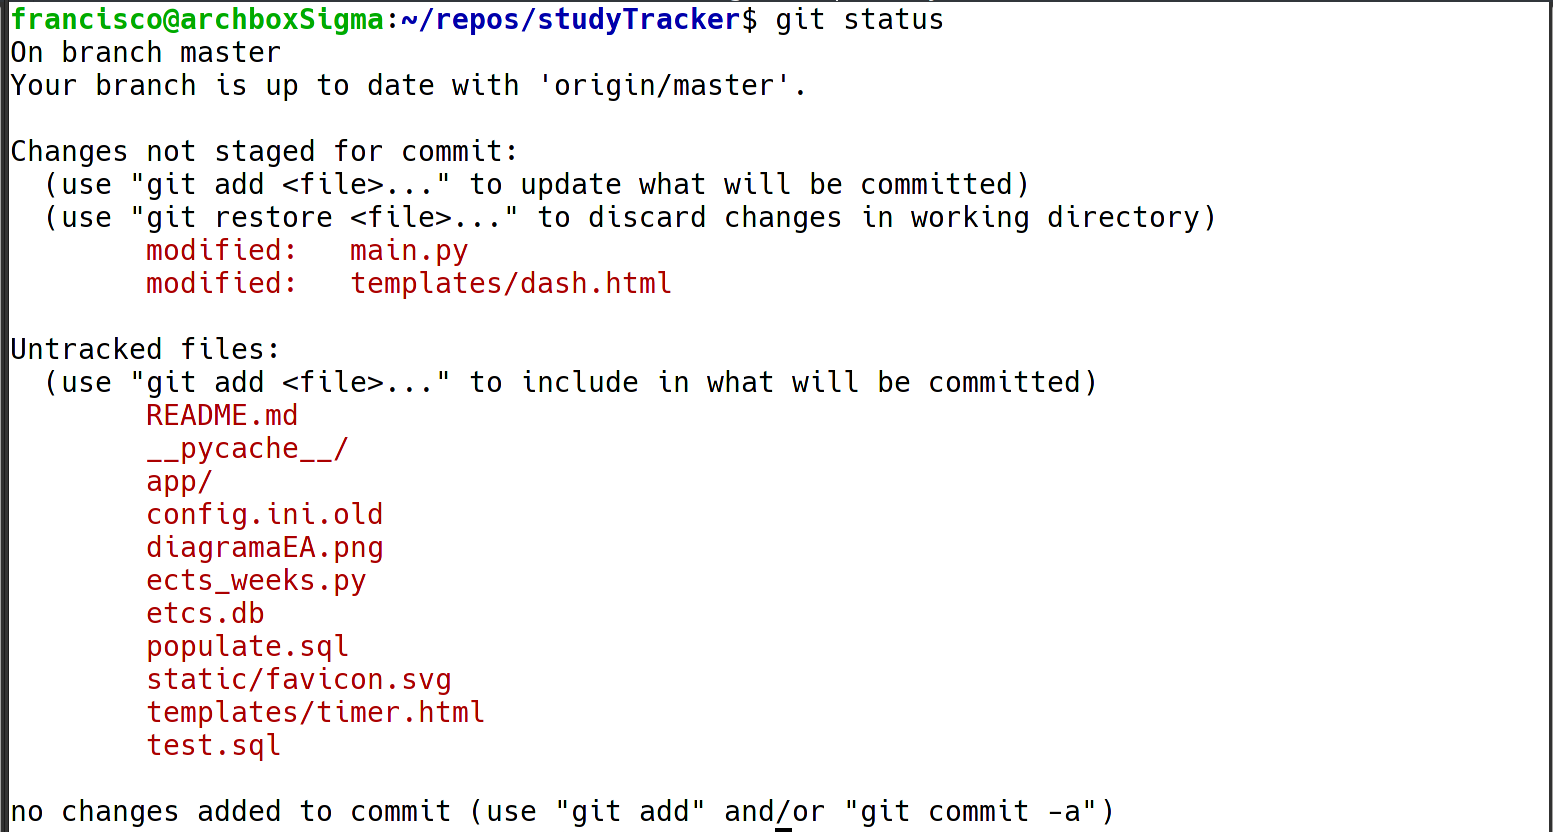 francisco@archboxSigma:~/repos/studyTracker$ git status
On branch master
Your branch is up to date with 'origin/master'.

Changes not staged for commit:
  (use "git add <file>..." to update what will be committed)
  (use "git restore <file>..." to discard changes in working directory)
        modified:   main.py
        modified:   templates/dash.html

Untracked files:
  (use "git add <file>..." to include in what will be committed)
        README.md
        __pycache__/
        app/
        config.ini.old
        diagramaEA.png
        ects_weeks.py
        etcs.db
        populate.sql
        static/favicon.svg
        templates/timer.html
        test.sql

no changes added to commit (use "git add" and/or "git commit -a")